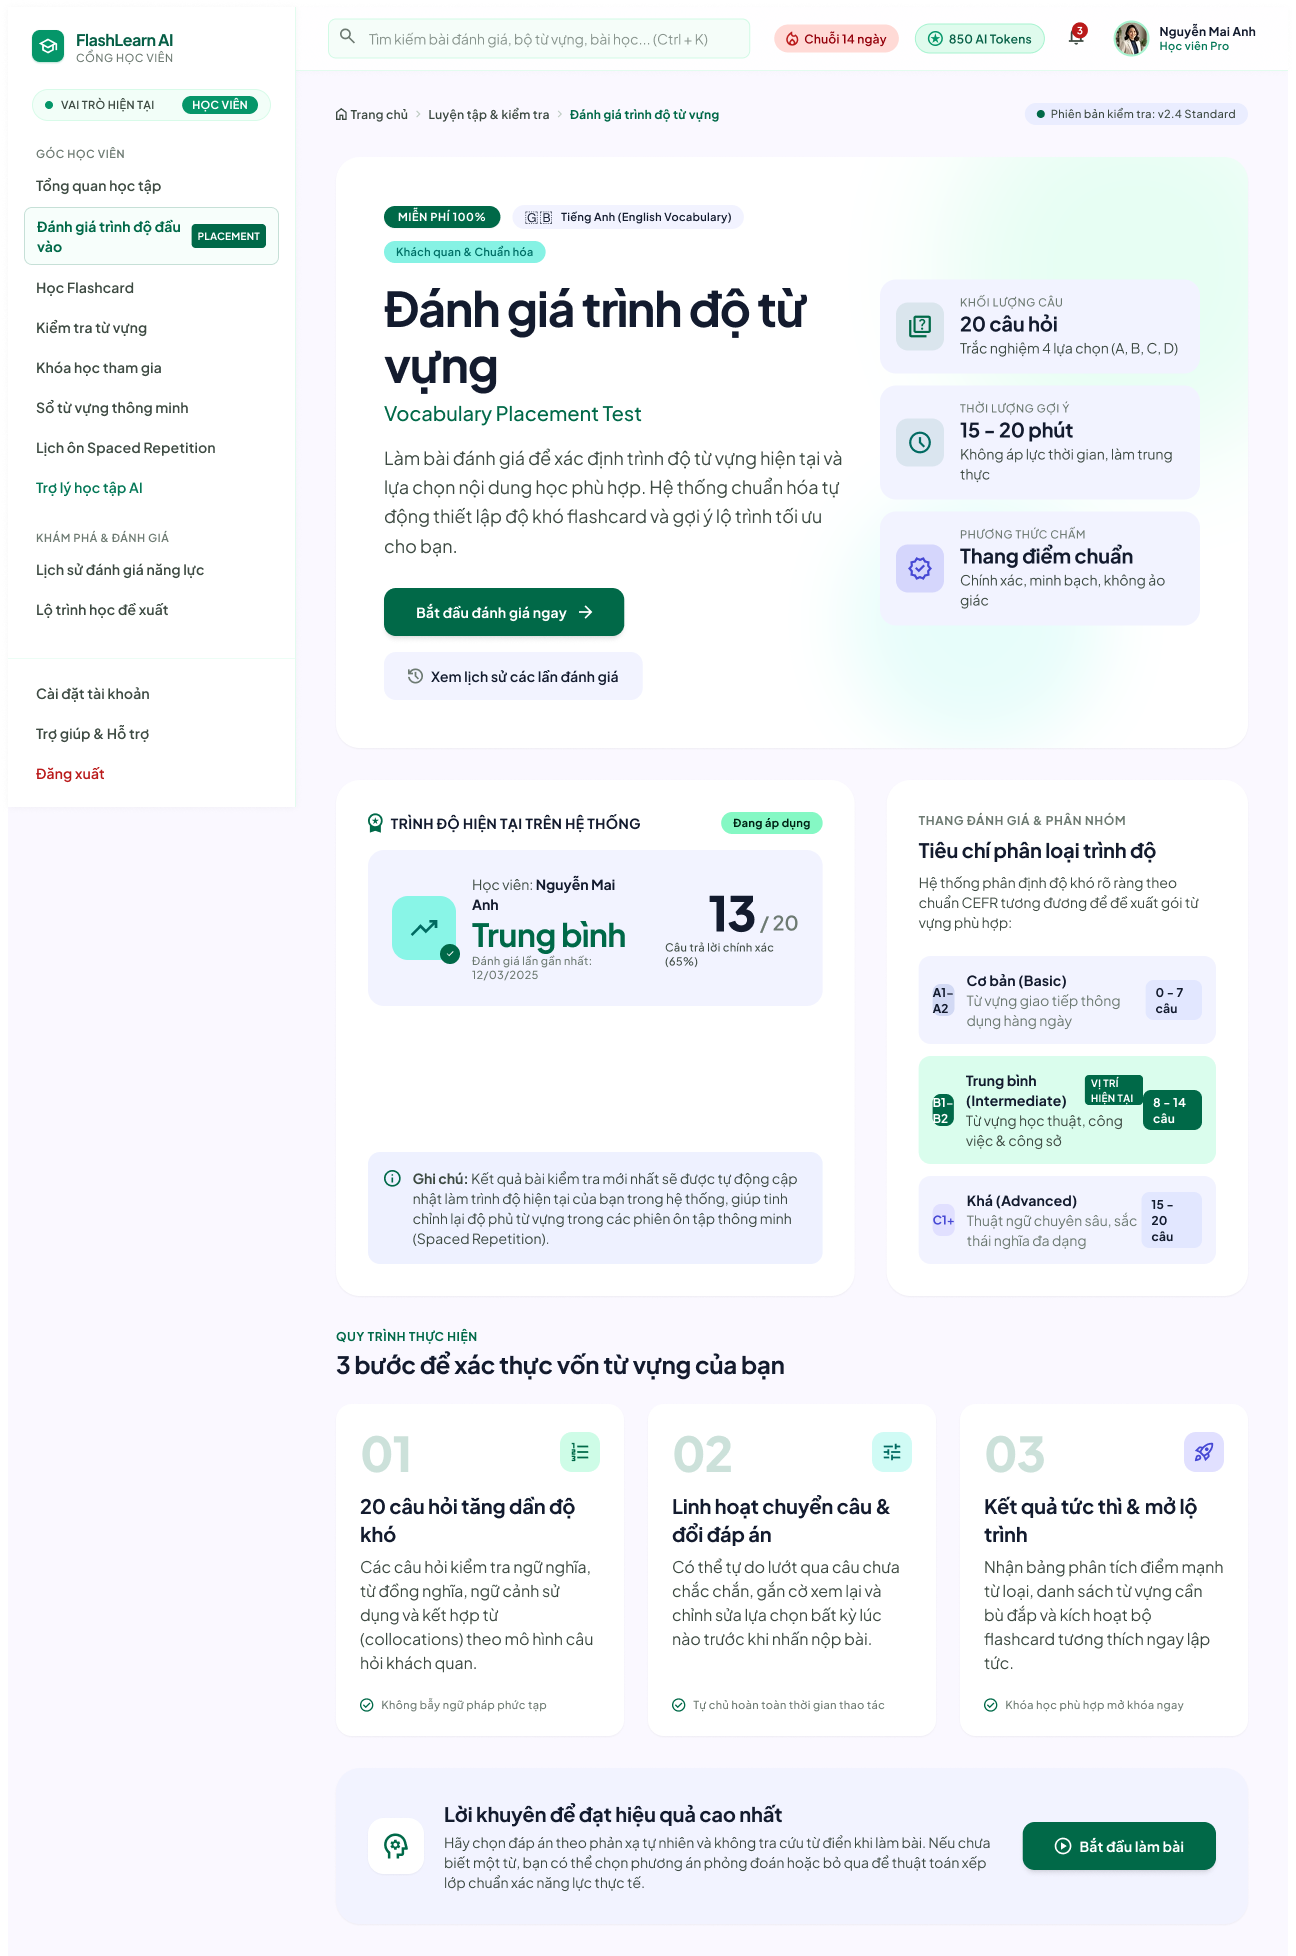 FlashLearn AI
CỔNG HỌC VIÊN
VAI TRÒ HIỆN TẠI
HỌC VIÊN
GÓC HỌC VIÊN
Tổng quan học tập
Đánh giá trình độ đầu
vào
PLACEMENT
Học Flashcard
Kiểm tra từ vựng
Khóa học tham gia
Sổ từ vựng thông minh
Lịch ôn Spaced Repetition
Trợ lý học tập AI
KHÁM PHÁ & ĐÁNH GIÁ
Lịch sử đánh giá năng lực
Lộ trình học đề xuất
Cài đặt tài khoản
Trợ giúp & Hỗ trợ
Đăng xuất
Tìm kiếm bài đánh giá, bộ từ vựng, bài học... (Ctrl + K)
Chuỗi 14 ngày
850 AI Tokens
3
Nguyễn Mai Anh
Học viên Pro
Trang chủ
Luyện tập & kiểm tra
Đánh giá trình độ từ vựng
Phiên bản kiểm tra: v2.4 Standard
MIỄN PHÍ 100%
🇬🇧 Tiếng Anh (English Vocabulary)
Khách quan & Chuẩn hóa
Đánh giá trình độ từ
vựng
Vocabulary Placement Test
Làm bài đánh giá để xác định trình độ từ vựng hiện tại và
lựa chọn nội dung học phù hợp. Hệ thống chuẩn hóa tự
động thiết lập độ khó flashcard và gợi ý lộ trình tối ưu
cho bạn.
Bắt đầu đánh giá ngay
Xem lịch sử các lần đánh giá
KHỐI LƯỢNG CÂU
20 câu hỏi
Trắc nghiệm 4 lựa chọn (A, B, C, D)
THỜI LƯỢNG GỢI Ý
15 – 20 phút
Không áp lực thời gian, làm trung
thực
PHƯƠNG THỨC CHẤM
Thang điểm chuẩn
Chính xác, minh bạch, không ảo
giác
TRÌNH ĐỘ HIỆN TẠI TRÊN HỆ THỐNG
Đang áp dụng
Học viên: Nguyễn Mai
Anh
Trung bình
Đánh giá lần gần nhất:
12/03/2025
13 / 20
Câu trả lời chính xác
(65%)
Ghi chú: Kết quả bài kiểm tra mới nhất sẽ được tự động cập
nhật làm trình độ hiện tại của bạn trong hệ thống, giúp tinh
chỉnh lại độ phủ từ vựng trong các phiên ôn tập thông minh
(Spaced Repetition).
THANG ĐÁNH GIÁ & PHÂN NHÓM
Tiêu chí phân loại trình độ
Hệ thống phân định độ khó rõ ràng theo
chuẩn CEFR tương đương để đề xuất gói từ
vựng phù hợp:
A1–
A2
Cơ bản (Basic)
Từ vựng giao tiếp thông
dụng hàng ngày
0 – 7
câu
B1–
B2
Trung bình
(Intermediate)
VỊ TRÍ
HIỆN TẠI
Từ vựng học thuật, công
việc & công sở
8 – 14
câu
C1+
Khá (Advanced)
Thuật ngữ chuyên sâu, sắc
thái nghĩa đa dạng
15 –
20
câu
QUY TRÌNH THỰC HIỆN
3 bước để xác thực vốn từ vựng của bạn
01
20 câu hỏi tăng dần độ
khó
Các câu hỏi kiểm tra ngữ nghĩa,
từ đồng nghĩa, ngữ cảnh sử
dụng và kết hợp từ
(collocations) theo mô hình câu
hỏi khách quan.
Không bẫy ngữ pháp phức tạp
02
Linh hoạt chuyển câu &
đổi đáp án
Có thể tự do lướt qua câu chưa
chắc chắn, gắn cờ xem lại và
chỉnh sửa lựa chọn bất kỳ lúc
nào trước khi nhấn nộp bài.
Tự chủ hoàn toàn thời gian thao tác
03
Kết quả tức thì & mở lộ
trình
Nhận bảng phân tích điểm mạnh
từ loại, danh sách từ vựng cần
bù đắp và kích hoạt bộ
flashcard tương thích ngay lập
tức.
Khóa học phù hợp mở khóa ngay
Lời khuyên để đạt hiệu quả cao nhất
Hãy chọn đáp án theo phản xạ tự nhiên và không tra cứu từ điển khi làm bài. Nếu chưa
biết một từ, bạn có thể chọn phương án phỏng đoán hoặc bỏ qua để thuật toán xếp
lớp chuẩn xác năng lực thực tế.
Bắt đầu làm bài